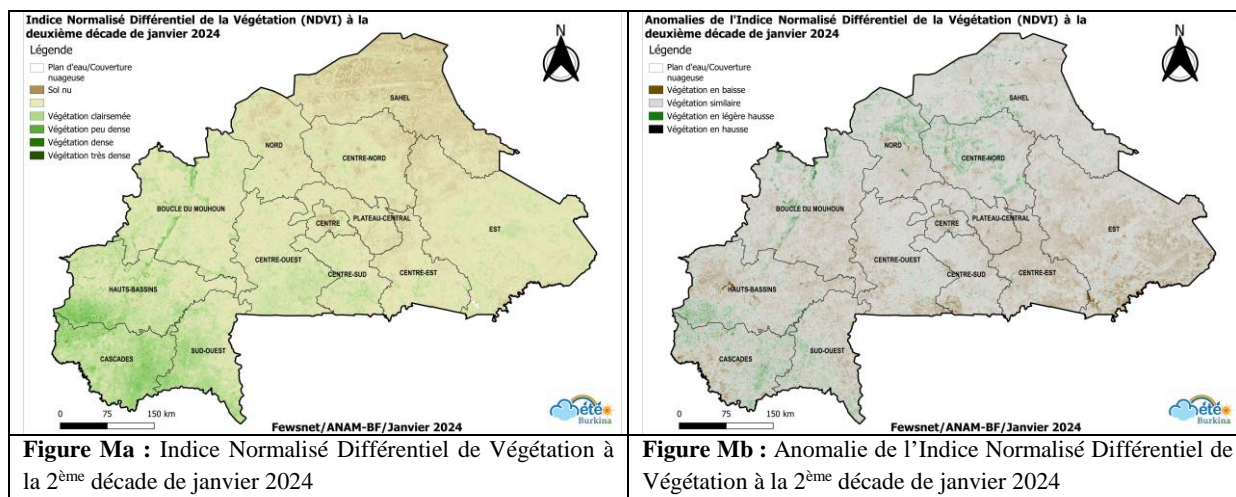 Indice Normalisé Différentiel de la Végétation (NDVI) à la
deuxième décade de janvier 2024
Légende
Plan d'eau/Couverture
nuageuse
Sol nu
Végétation clairsemée
Végétation peu dense
Végétation dense
Végétation très dense
N
SAHEL
NORD
CENTRE-NORD
BOUCLE DU MOUHOUN
CENTRE
PLATEAU-CENTRAL
EST
CENTRE-OUEST
CENTRE-SUD
CENTRE-EST
HAUTS-BASSINS
CASCADES
SUD-OUEST
0 75 150 km
Fewsnet/ANAM-BF/Janvier 2024
météo
Burkina
Figure Ma : Indice Normalisé Différentiel de Végétation à
la 2ème décade de janvier 2024
Anomalies de l'Indice Normalisé Différentiel de la Végétation (NDVI) à la
deuxième décade de janvier 2024
Légende
Plan d'eau/Couverture
nuageuse
Végétation en baisse
Végétation similaire
Végétation en légère hausse
Végétation en hausse
N
SAHEL
NORD
CENTRE-NORD
BOUCLE DU MOUHOUN
CENTRE
PLATEAU-CENTRAL
EST
CENTRE-OUEST
CENTRE-SUD
CENTRE-EST
HAUTS-BASSINS
CASCADES
SUD-OUEST
0 75 150 km
Fewsnet/ANAM-BF/Janvier 2024
météo
Burkina
Figure Mb : Anomalie de l’Indice Normalisé Différentiel de
Végétation à la 2ème décade de janvier 2024